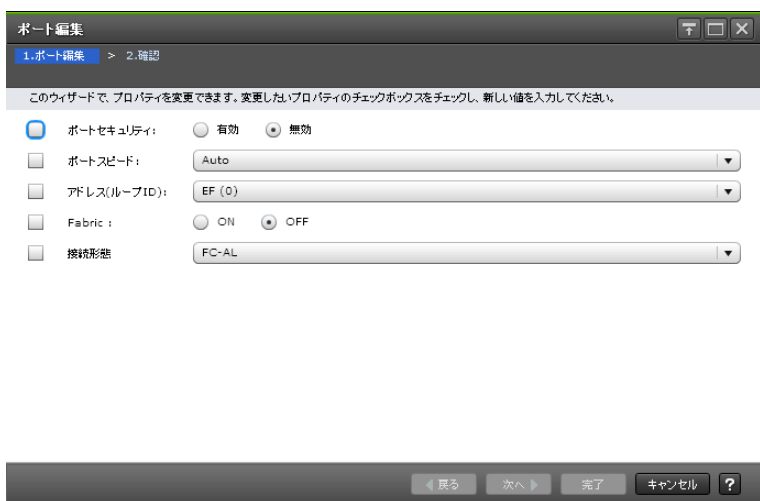 ポート編集
1.ポート編集 > 2.確認
このウィザードで、プロパティを変更できます。変更したいプロパティのチェックボックスをチェックし、新しい値を入力してください。
ポートセキュリティ: 有効 無効
ポートスピード: Auto
アドレス(ループID): EF (0)
Fabric : ON OFF
接続形態 FC-AL
戻る 次へ 完了 キャンセル ?